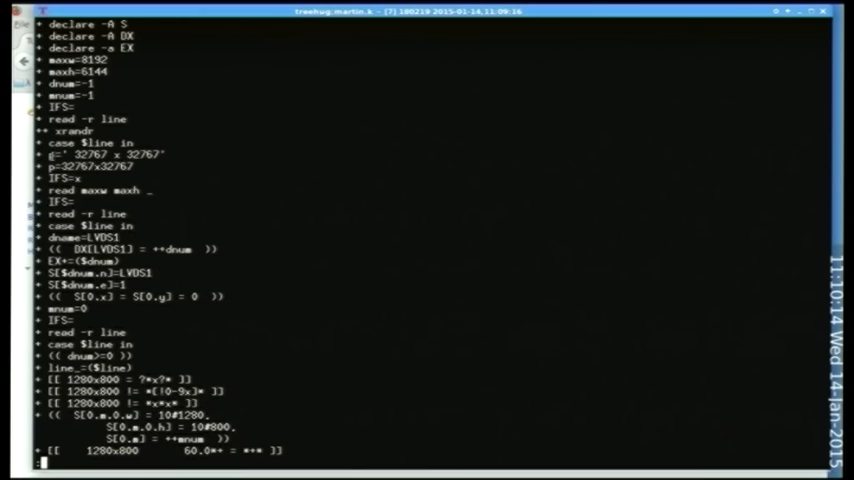 treehug:martin.k - [7] 180219 2015-01-14,11:09:16
+ declare -A S
+ declare -A DX
+ declare -a EX
+ maxw=8192
+ maxh=6144
+ dnum=-1
+ mnum=-1
+ IFS=
+ read -r line
++ xrandr
+ case $line in
+ g=' 32767 x 32767'
+ p=32767x32767
+ IFS=x
+ read maxw maxh _
+ IFS=
+ read -r line
+ case $line in
+ dname=LVDS1
+ ((  DX[LVDS1] = ++dnum  ))
+ EX+=($dnum)
+ S[$dnum.n]=LVDS1
+ S[$dnum.e]=1
+ ((  S[0.x] = S[0.y] = 0  ))
+ mnum=0
+ IFS=
+ read -r line
+ case $line in
+ (( dnum>=0 ))
+ line_=($line)
+ [[ 1280x800 = ?*x?* ]]
+ [[ 1280x800 != *[!0-9x]* ]]
+ [[ 1280x800 != *x*x* ]]
+ ((  S[0.m.0.w] = 10#1280,
S[0.m.0.h] = 10#800,
S[0.m] = ++mnum  ))
+ [[    1280x800       60.0*+ = *+* ]]
:
11:10:14 Wed 14-Jan-2015